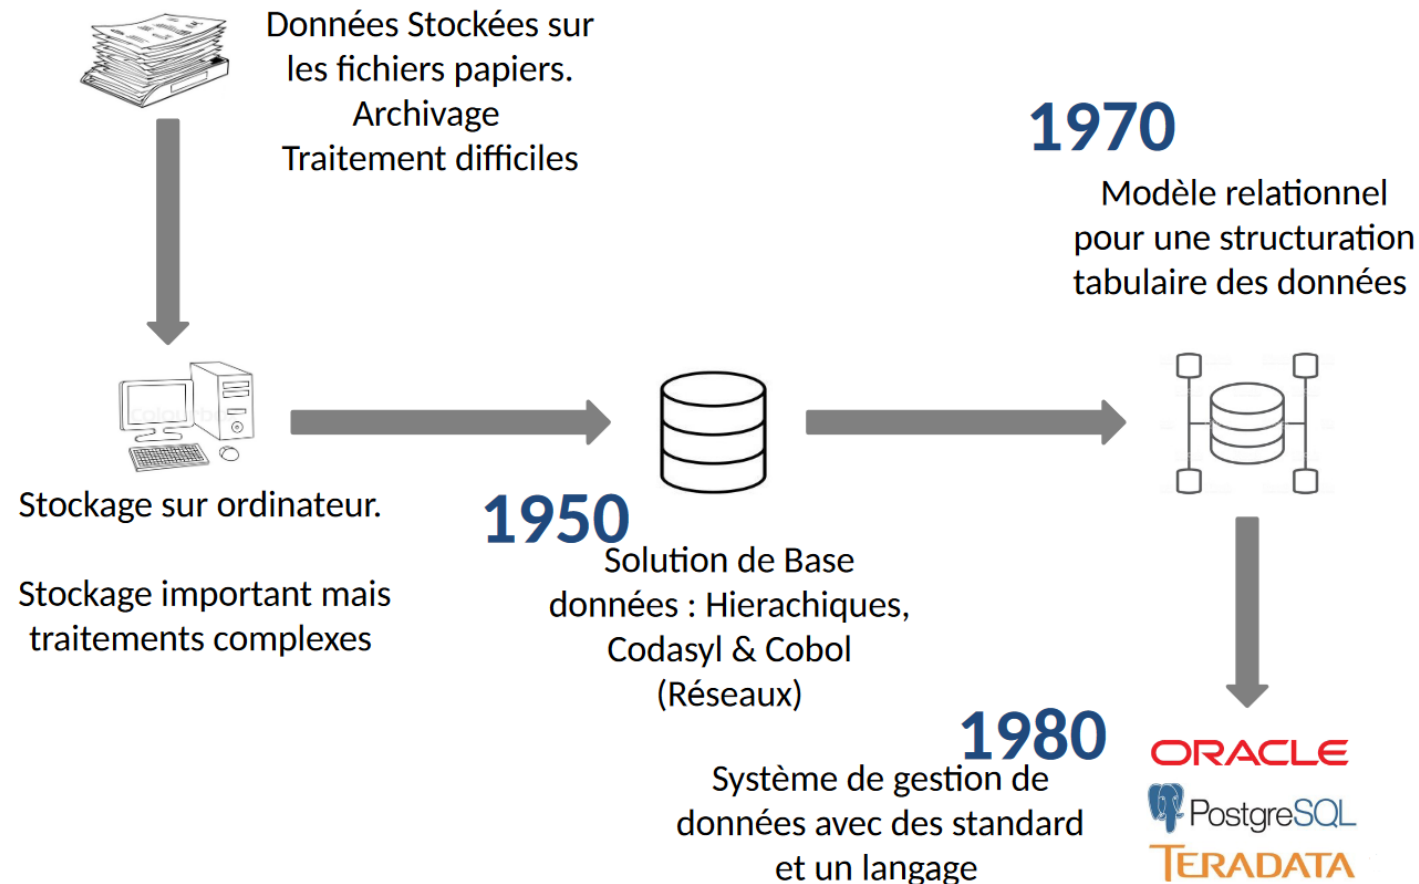 Données Stockées sur
les fichiers papiers.
Archivage
Traitement difficiles
1970
Modèle relationnel
pour une structuration
tabulaire des données
Stockage sur ordinateur.
Stockage important mais
traitements complexes
1950
Solution de Base
données : Hierachiques,
Codasyl & Cobol
(Réseaux)
1980
Système de gestion de
données avec des standard
et un langage
ORACLE
PostgreSQL
TERADATA